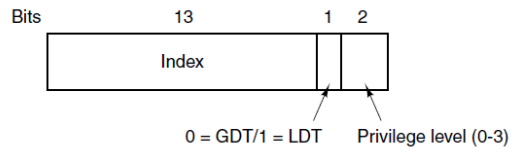 Bits 13 1 2
Index
0 = GDT/1 = LDT Privilege level (0-3)